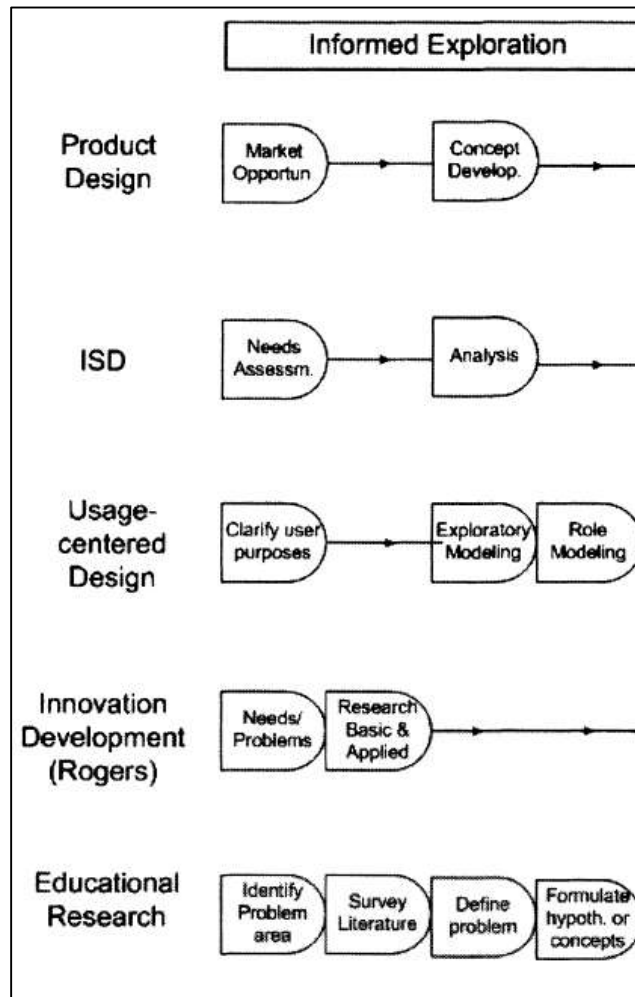 Informed Exploration
Product
Design
Market
Opportun
Concept
Develop.
ISD
Needs
Assessm.
Analysis
Usage-
centered
Design
Clarify user
purposes
Exploratory
Modeling
Role
Modeling
Innovation
Development
(Rogers)
Needs/
Problems
Research
Basic &
Applied
Educational
Research
Identify
Problem
area
Survey
Literature
Define
problem
Formulate
hypoth. or
concepts